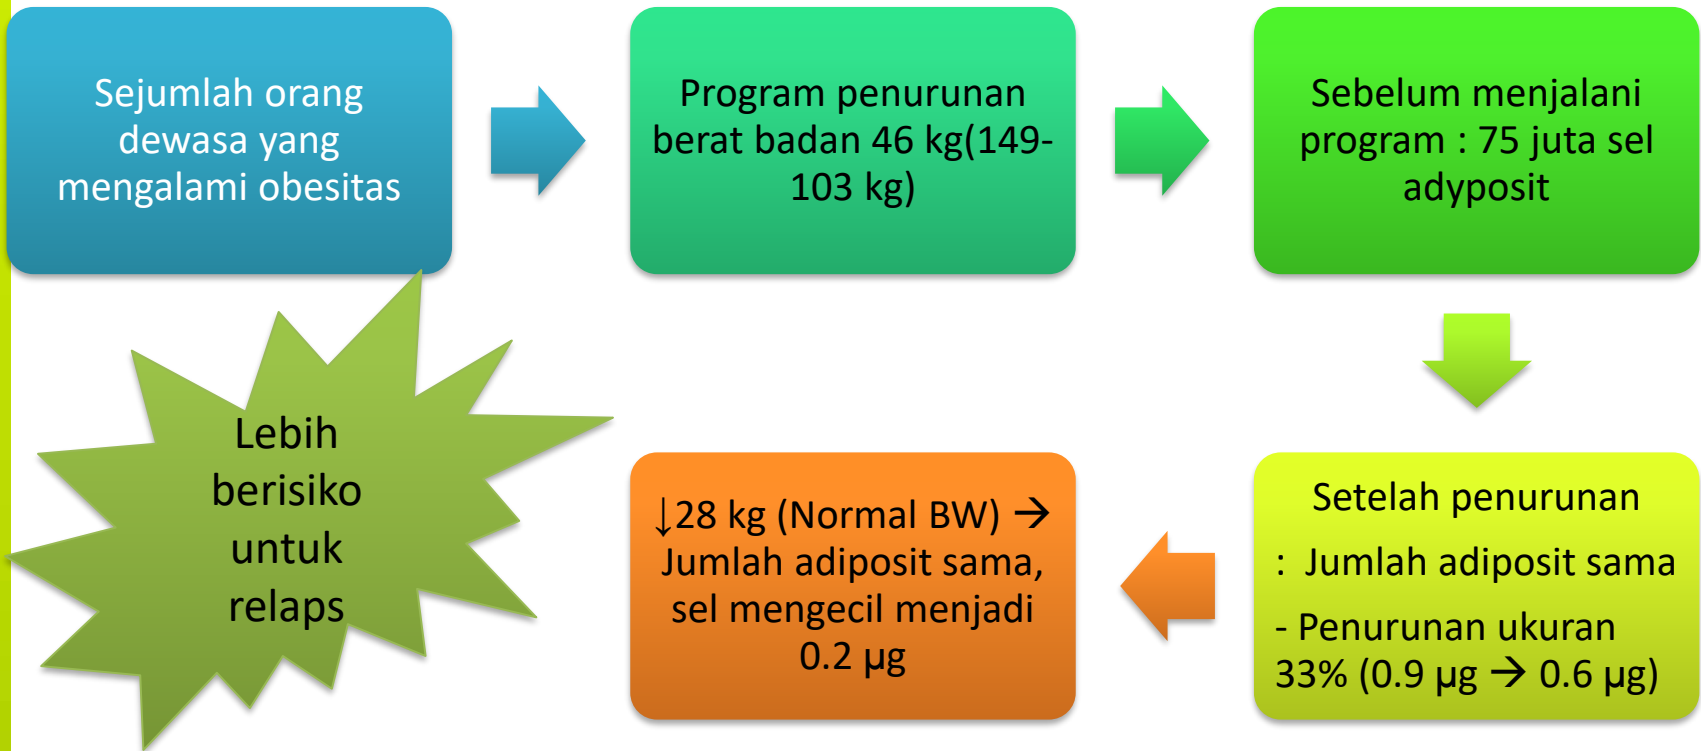 Sejumlah orang
dewasa yang
mengalami obesitas
Program penurunan
berat badan 46 kg(149-
103 kg)
Sebelum menjalani
program : 75 juta sel
adyposit
Setelah penurunan
: Jumlah adiposit sama
- Penurunan ukuran
33% (0.9 µg → 0.6 µg)
↓28 kg (Normal BW) →
Jumlah adiposit sama,
sel mengecil menjadi
0.2 µg
Lebih
berisiko
untuk
relaps